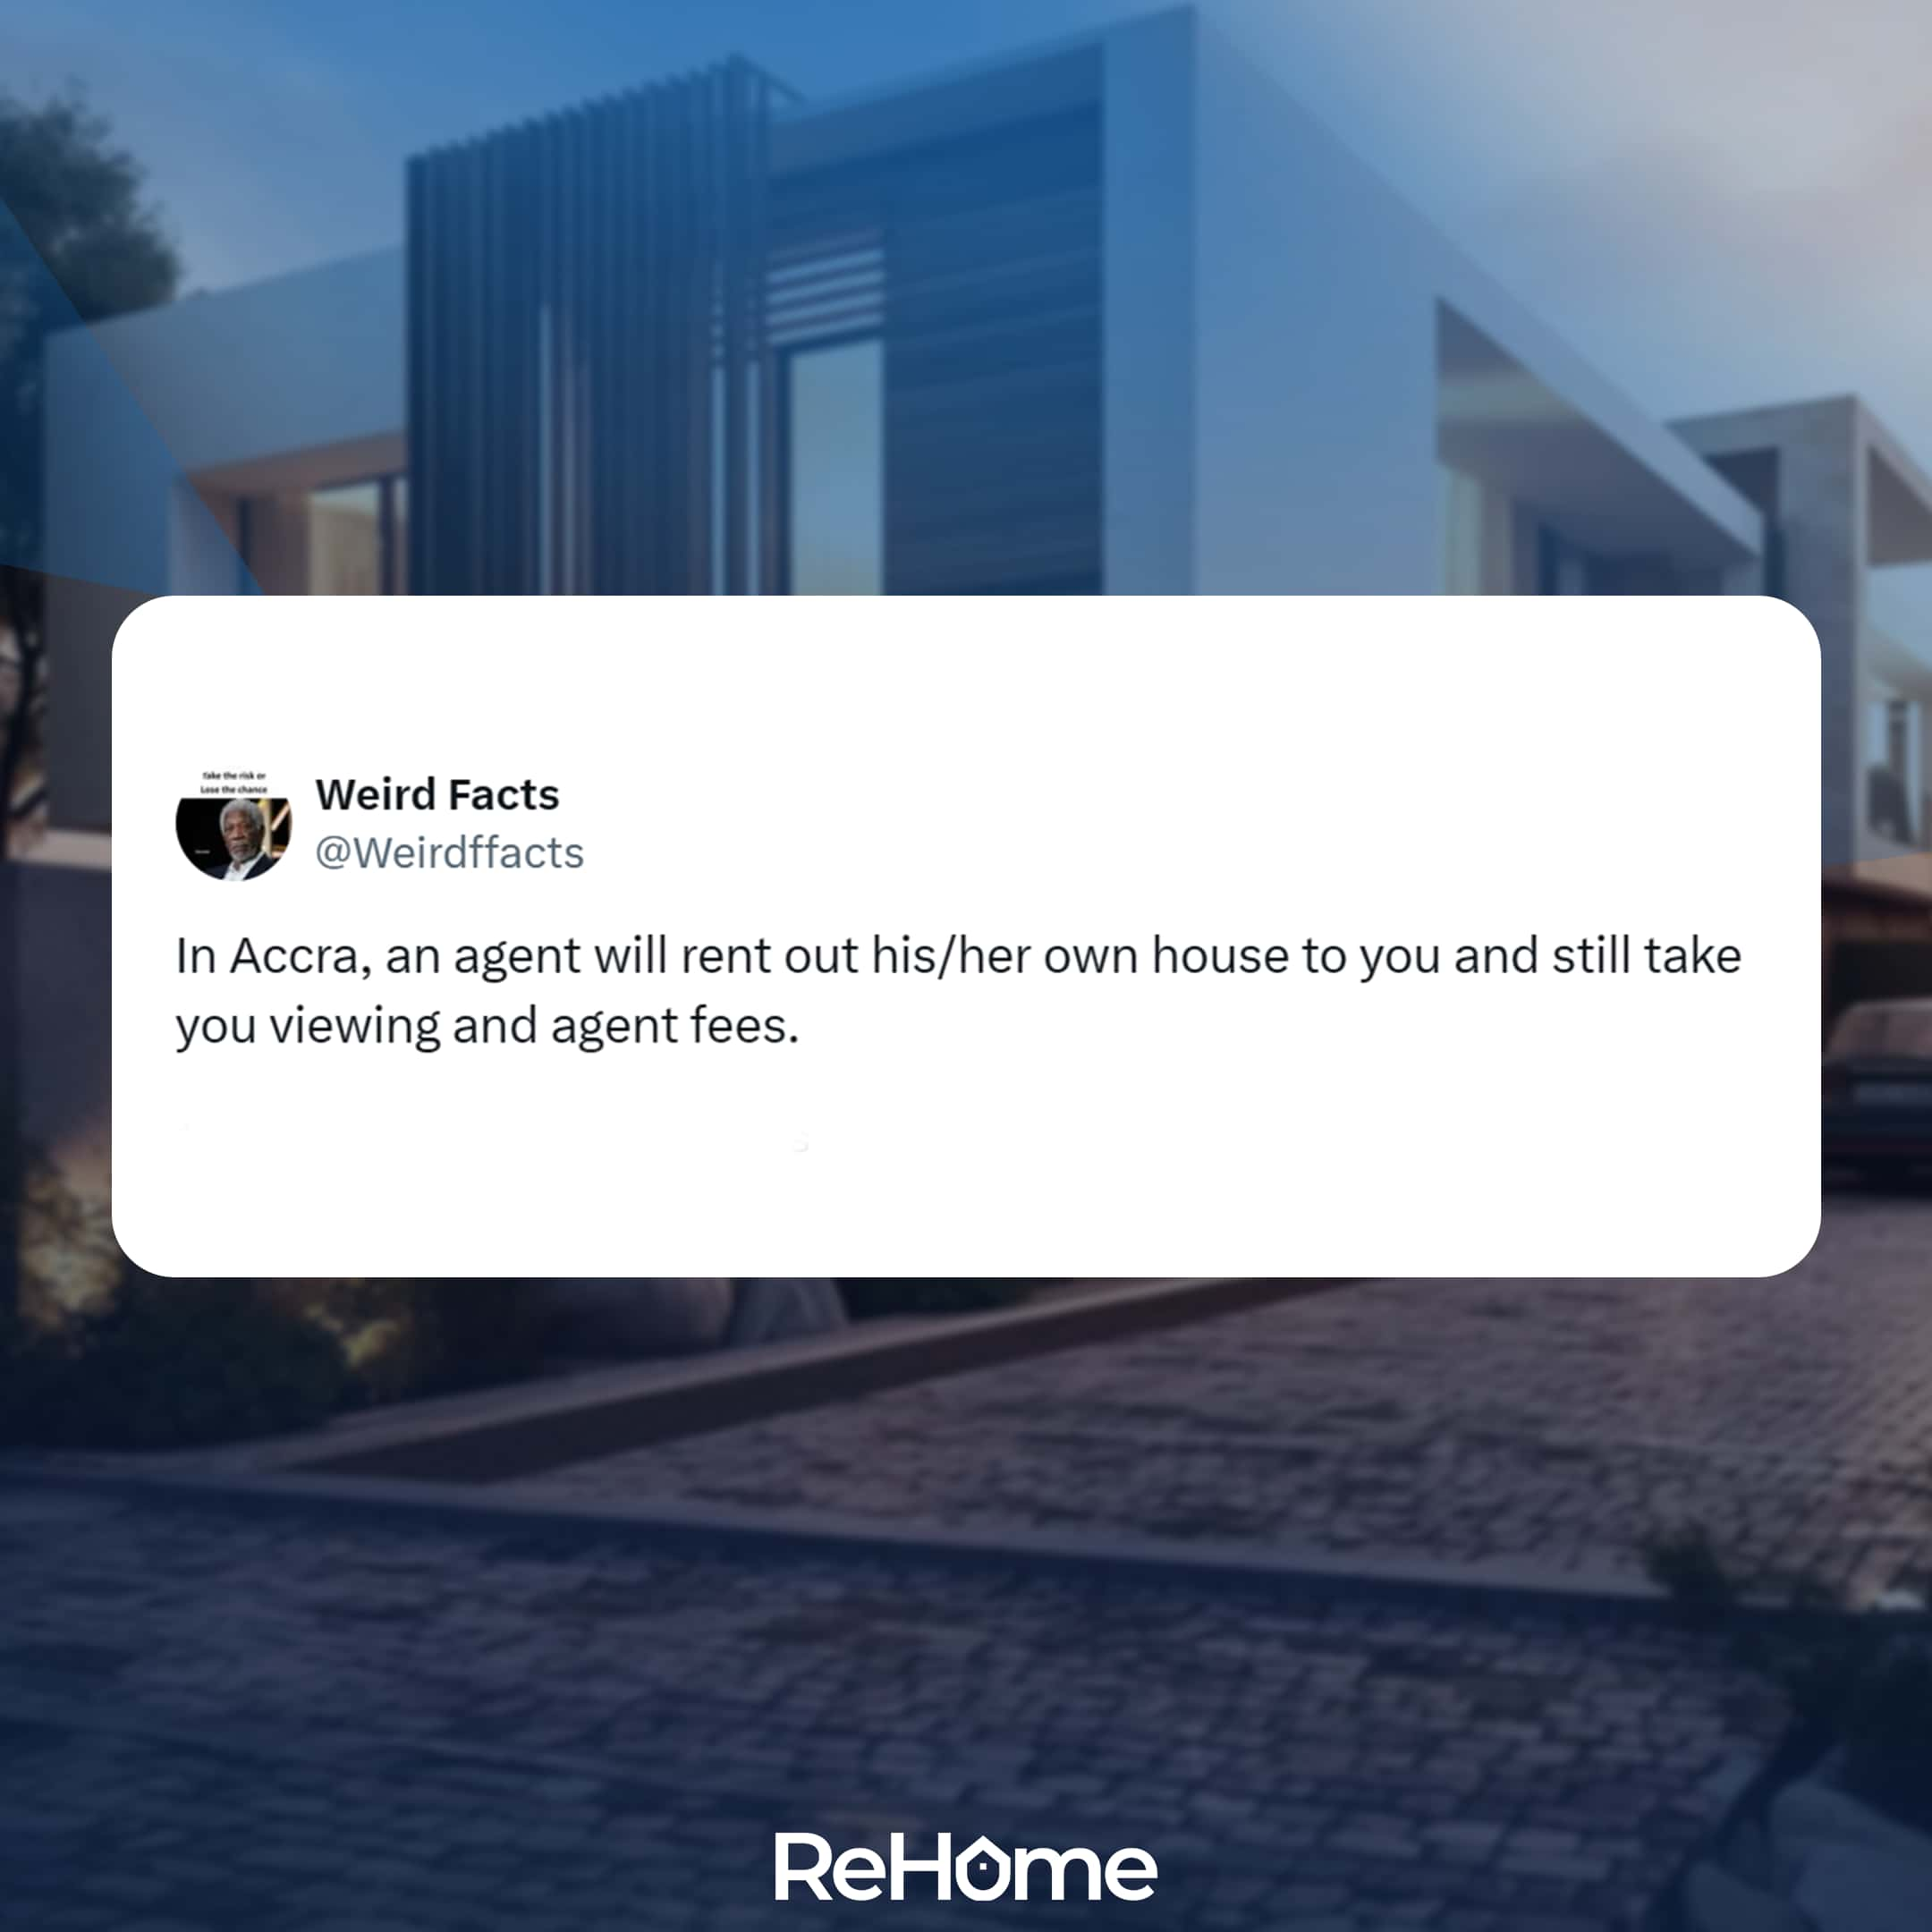 Take the risk or
Lose the chance
Weird Facts
@Weirdffacts
In Accra, an agent will rent out his/her own house to you and still take
you viewing and agent fees.
ReHome